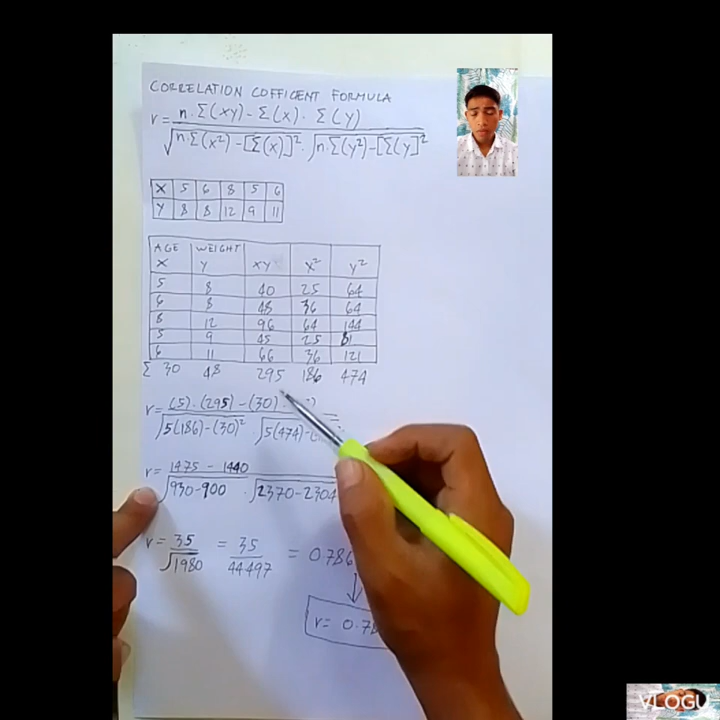 CORRELATION COFFICENT FORMULA
r = n·Σ(xy) - Σ(x) · Σ(y)
√n·Σ(x²) - [Σ(x)]² · √n·Σ(y²) - [Σ(y]²
X 5 6 8 5 6
Y 8 8 12 9 11
AGE WEIGHT
X Y XY X² Y²
5 8 40 25 64
6 8 48 36 64
8 12 96 64 144
5 9 45 25 81
6 11 66 36 121
Σ 30 48 295 186 474
r = (5)·(295) - (30)
√5(186) - (30)² · √5(474) - (
r = 1475 - 1440
√930 - 900 · √2370 - 2304
r = 35 = 35 = 0.786
√1980 44497
r = 0.78
VLOGU